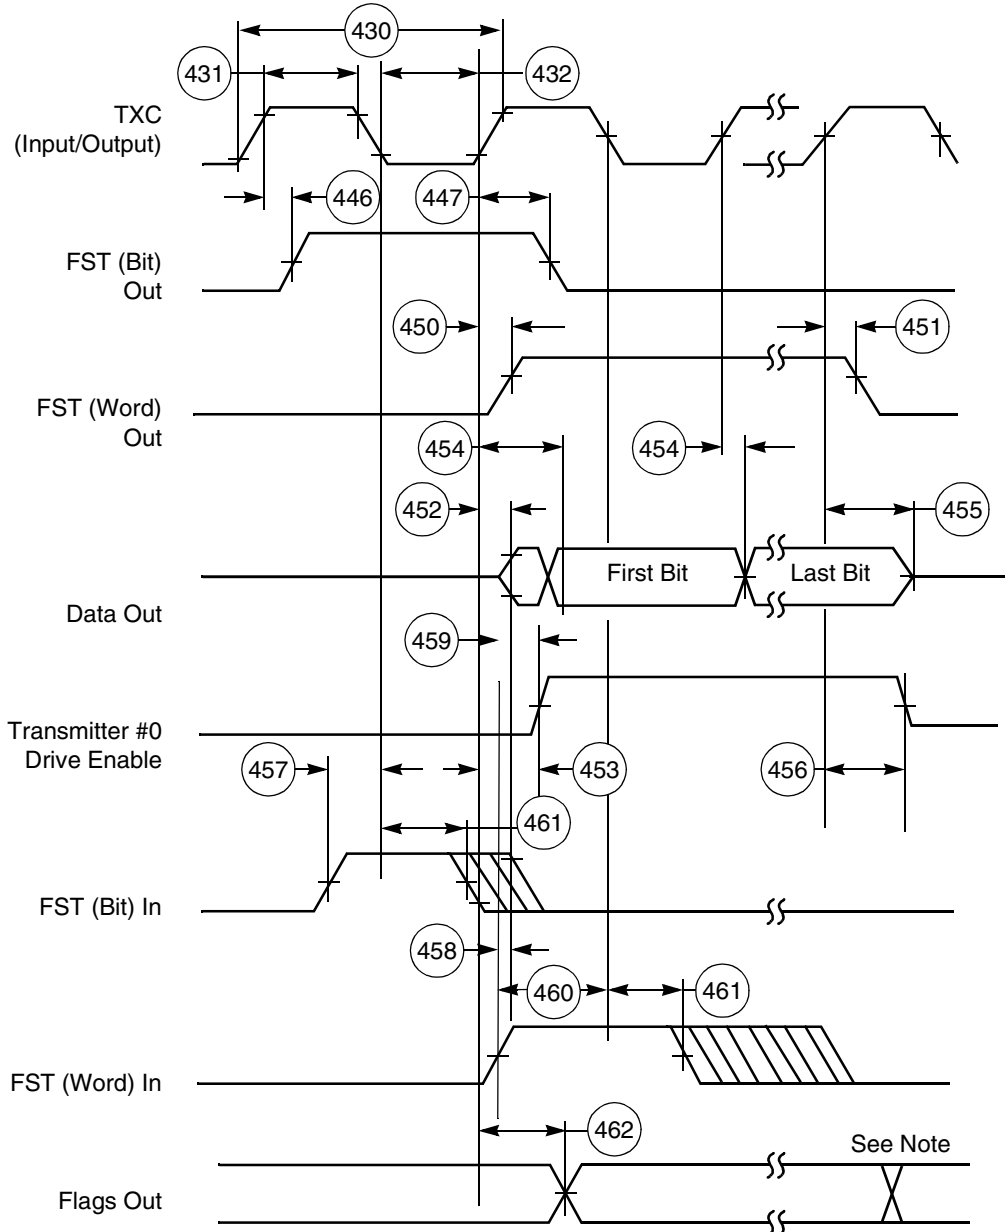 430
431
432
TXC
(Input/Output)
446
447
FST (Bit)
Out
450
451
FST (Word)
Out
454
454
452
455
First Bit
Last Bit
Data Out
459
Transmitter #0
Drive Enable
457
453
456
461
FST (Bit) In
458
460
461
FST (Word) In
462
See Note
Flags Out